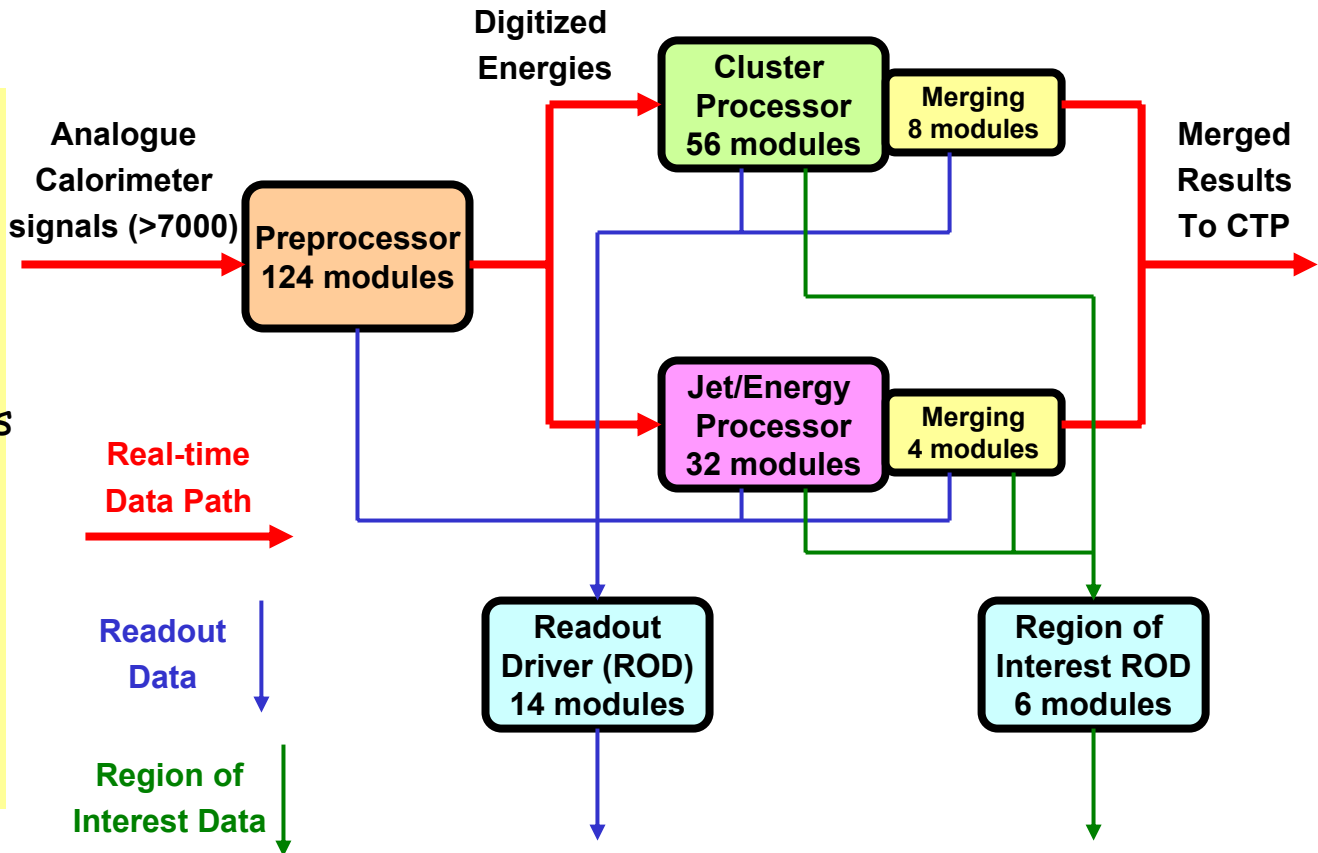 Digitized
Energies
Analogue
Calorimeter
signals (>7000)
Preprocessor
124 modules
Cluster
Processor
56 modules
Merging
8 modules
Merged
Results
To CTP
Jet/Energy
Processor
32 modules
Merging
4 modules
s
Real-time
Data Path
Readout
Data
Region of
Interest Data
Readout
Driver (ROD)
14 modules
Region of
Interest ROD
6 modules